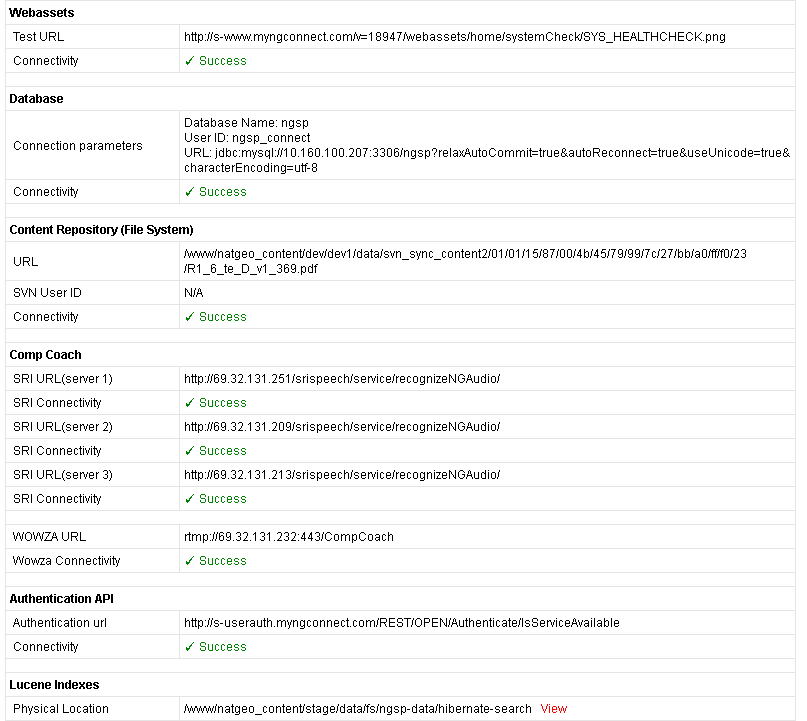 Webassets
Test URL http://s-www.myngconnect.com/v=18947/webassets/home/systemCheck/SYS_HEALTHCHECK.png
Connectivity ✓ Success
Database
Connection parameters
Database Name: ngsp
User ID: ngsp_connect
URL: jdbc:mysql://10.160.100.207:3306/ngsp?relaxAutoCommit=true&autoReconnect=true&useUnicode=true&
characterEncoding=utf-8
Connectivity ✓ Success
Content Repository (File System)
URL
/www/natgeo_content/dev/dev1/data/svn_sync_content2/01/01/15/87/00/4b/45/79/99/7c/27/bb/a0/ff/f0/23
/R1_6_te_D_v1_369.pdf
SVN User ID N/A
Connectivity ✓ Success
Comp Coach
SRI URL(server 1) http://69.32.131.251/srispeech/service/recognizeNGAudio/
SRI Connectivity ✓ Success
SRI URL(server 2) http://69.32.131.209/srispeech/service/recognizeNGAudio/
SRI Connectivity ✓ Success
SRI URL(server 3) http://69.32.131.213/srispeech/service/recognizeNGAudio/
SRI Connectivity ✓ Success
WOWZA URL rtmp://69.32.131.232:443/CompCoach
Wowza Connectivity ✓ Success
Authentication API
Authentication url http://s-userauth.myngconnect.com/REST/OPEN/Authenticate/IsServiceAvailable
Connectivity ✓ Success
Lucene Indexes
Physical Location /www/natgeo_content/stage/data/fs/ngsp-data/hibernate-search View